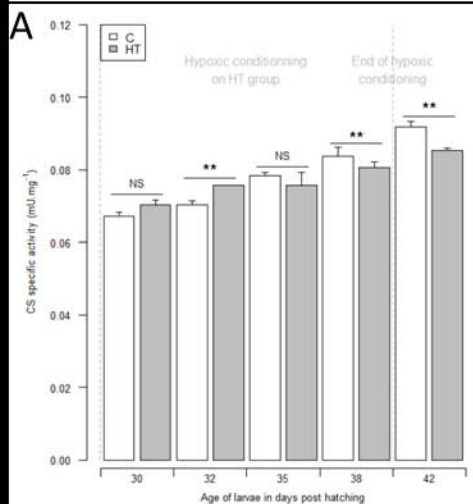 A
C
HT
Hypoxic conditionning
on HT group
End of hypoxic
conditioning
0.12
0.10
0.08
0.06
0.04
0.02
0.00
CS specific activity (mU.mg⁻¹)
NS
**
NS
**
**
30
32
35
38
42
Age of larvae in days post hatching